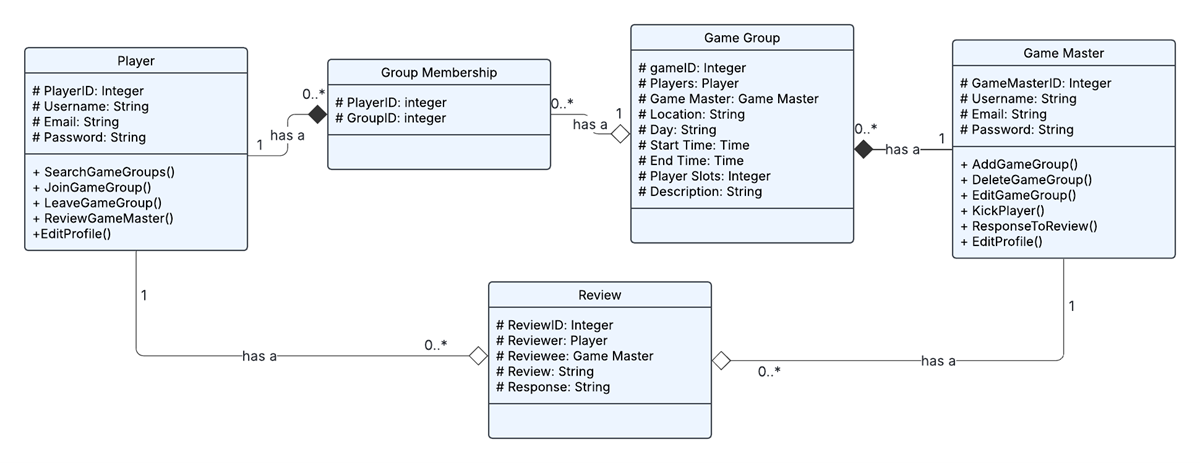 Player
# PlayerID: Integer
# Username: String
# Email: String
# Password: String
+ SearchGameGroups()
+ JoinGameGroup()
+ LeaveGameGroup()
+ ReviewGameMaster()
+EditProfile()
1
has a
0..*
Group Membership
# PlayerID: integer
# GroupID: integer
0..*
has a
1
Game Group
# gameID: Integer
# Players: Player
# Game Master: Game Master
# Location: String
# Day: String
# Start Time: Time
# End Time: Time
# Player Slots: Integer
# Description: String
0..*
has a
1
Game Master
# GameMasterID: Integer
# Username: String
# Email: String
# Password: String
+ AddGameGroup()
+ DeleteGameGroup()
+ EditGameGroup()
+ KickPlayer()
+ ResponseToReview()
+ EditProfile()
1
has a
0..*
Review
# ReviewID: Integer
# Reviewer: Player
# Reviewee: Game Master
# Review: String
# Response: String
0..*
has a
1